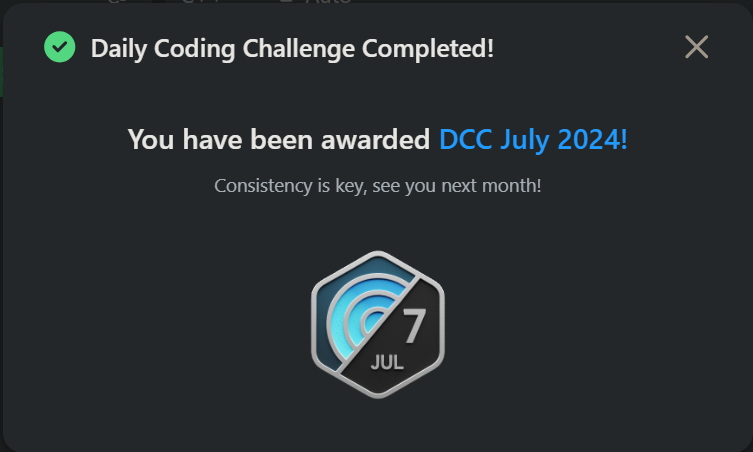 Daily Coding Challenge Completed!
You have been awarded DCC July 2024!
Consistency is key, see you next month!
7
JUL